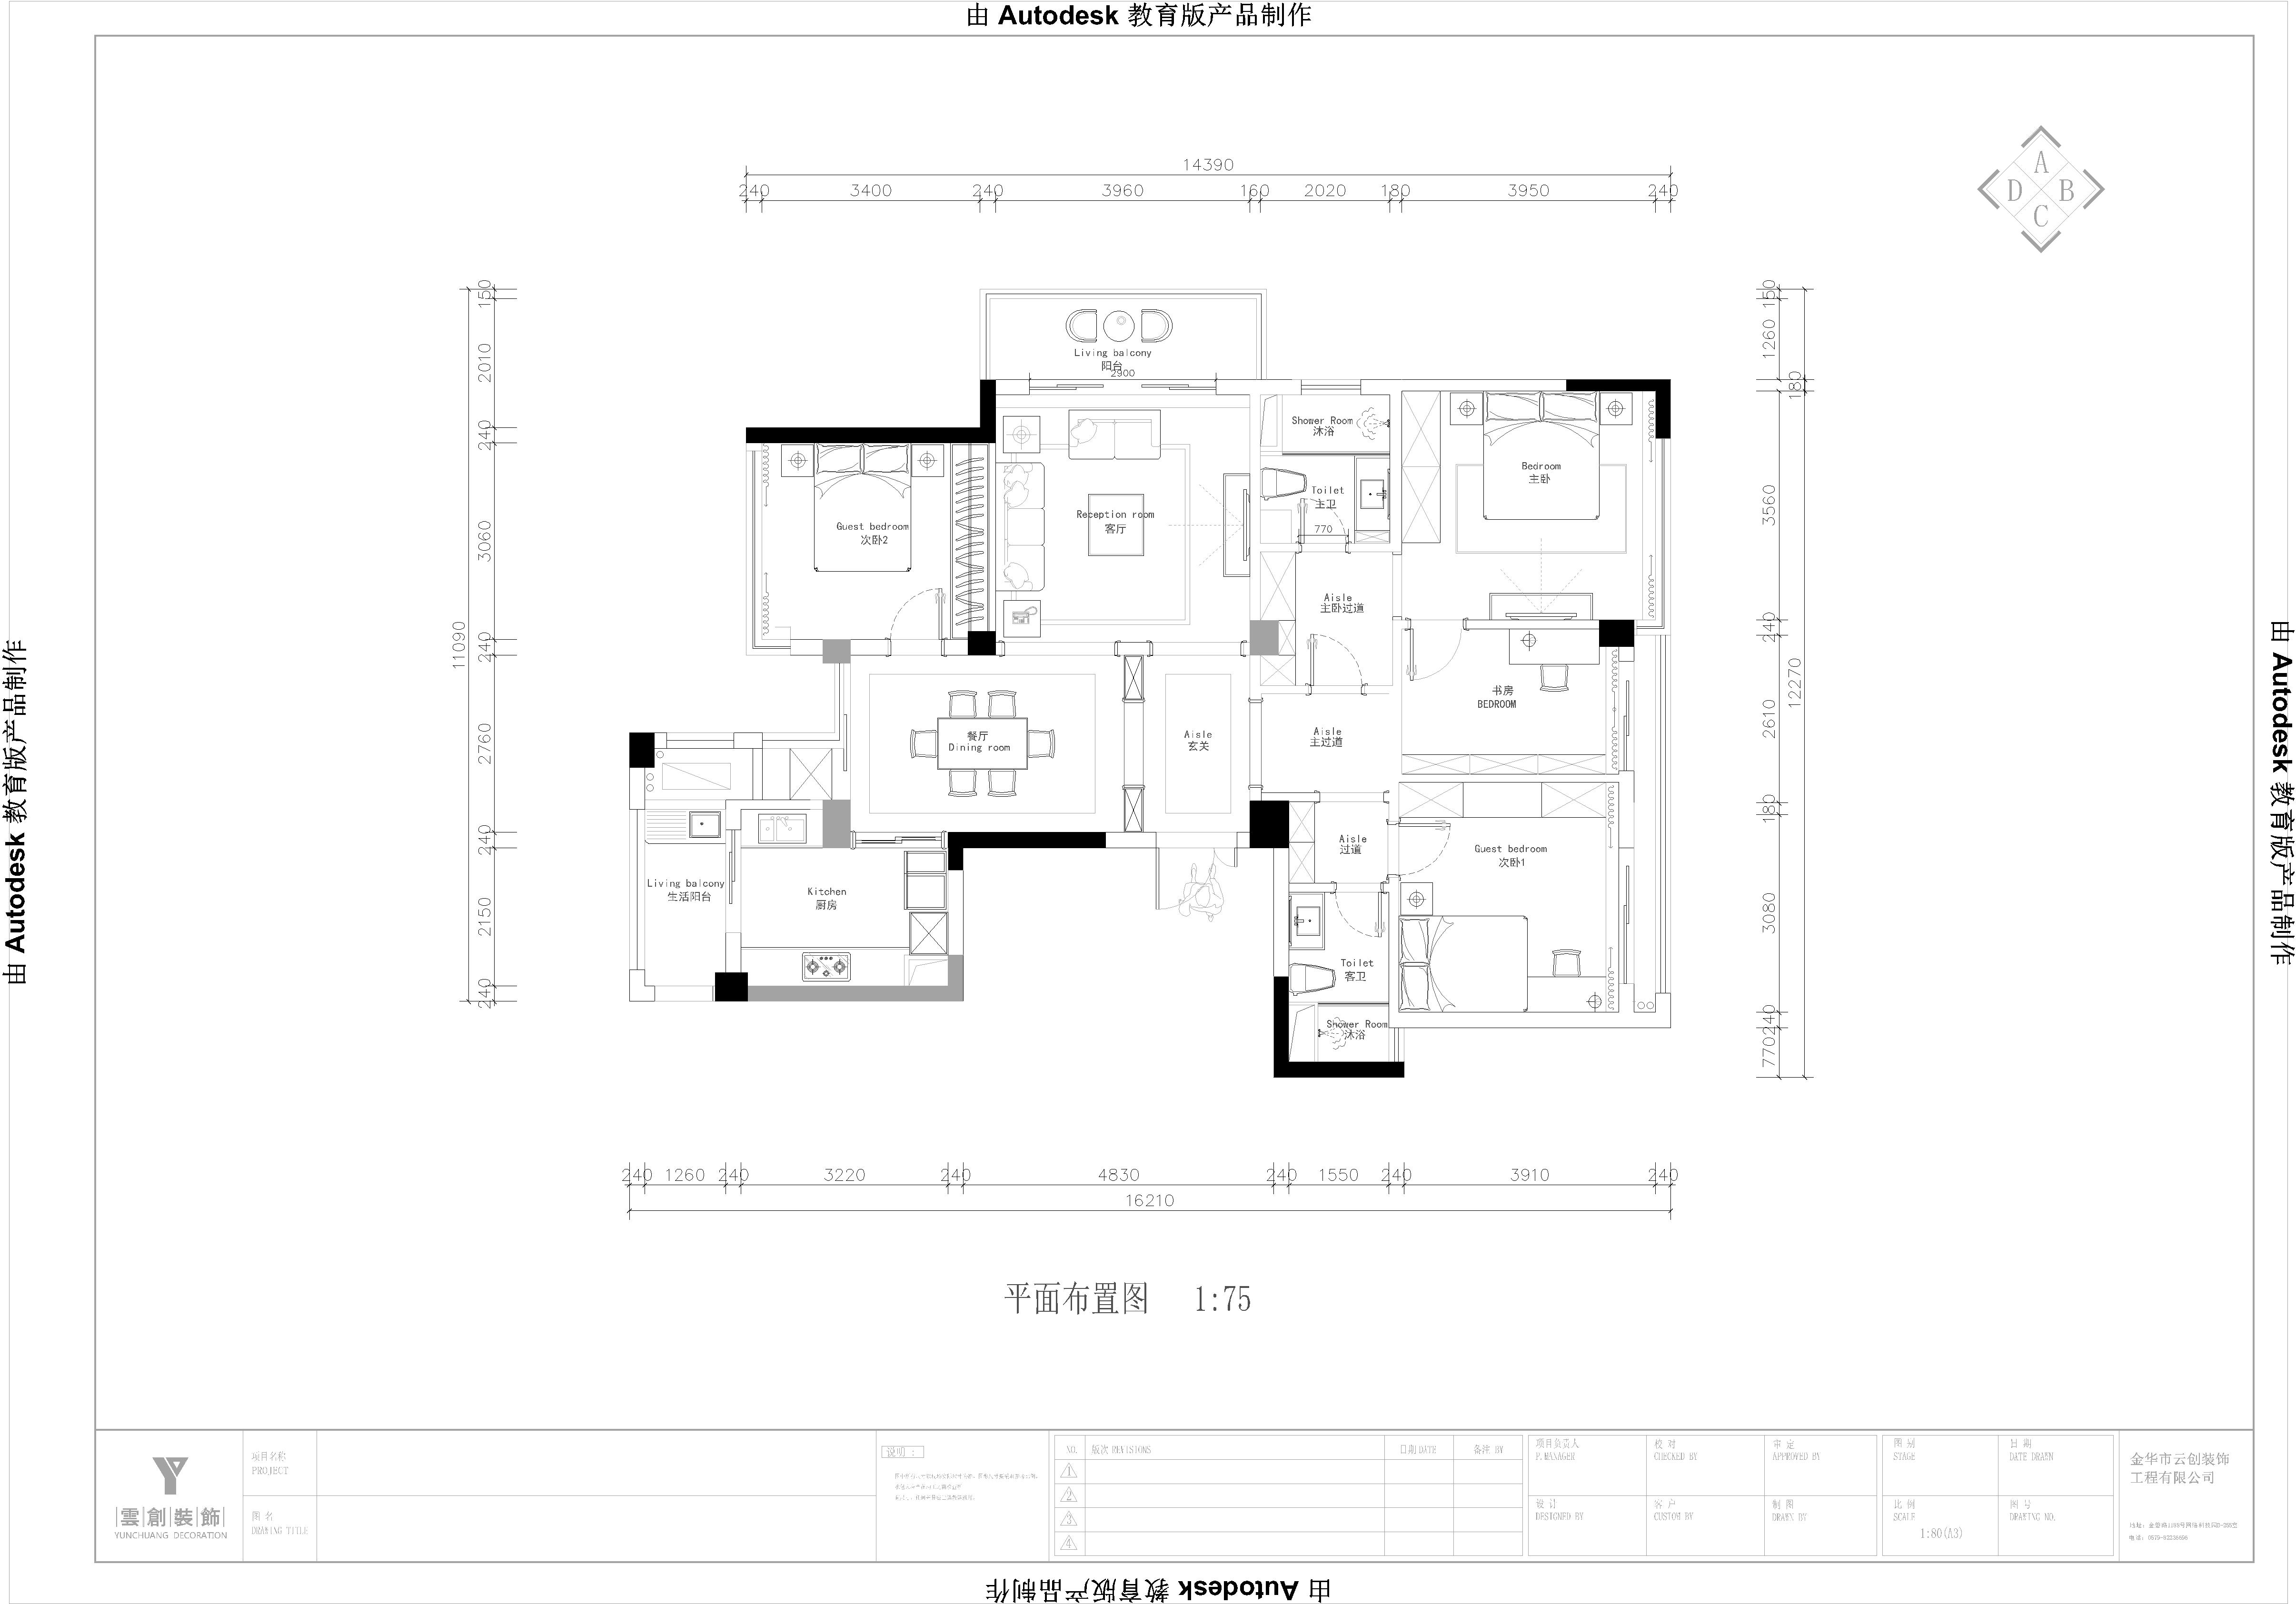 由 Autodesk 教育版产品制作
A
D
B
C
14390
240
3400
240
3960
160
2020
180
3950
240
150
2010
240
3060
240
2760
240
2150
240
11090
150
1260
180
3560
240
2610
180
3080
240
770
12270
Living balcony
阳台
2900
Shower Room
沐浴
Bedroom
主卧
Toilet
主卫
770
Reception room
客厅
Guest bedroom
次卧2
Aisle
主卧过道
书房
BEDROOM
餐厅
Dining room
Aisle
玄关
Aisle
主过道
Aisle
过道
Guest bedroom
次卧1
Living balcony
生活阳台
Kitchen
厨房
Toilet
客卫
Shower Room
沐浴
240
1260
240
3220
240
4830
240
1550
240
3910
240
16210
平面布置图 1:75
由 Autodesk 教育版产品制作
由 Autodesk 教育版产品制作
雲創裝飾
YUNCHUANG DECORATION
项目名称
PROJECT
图 名
DRAWING TITLE
说明 :
NO.
版次 REVISIONS
日期 DATE
备注 BY
1
2
3
4
项目负责人
P.MANAGER
校 对
CHECKED BY
审 定
APPROVED BY
图 别
STAGE
日 期
DATE DRAWN
设 计
DESIGNED BY
客 户
CUSTOM BY
制 图
DRAWN BY
比 例
SCALE
1:80(A3)
图 号
DRAWING NO.
金华市云创装饰
工程有限公司
由 Autodesk 教育版产品制作